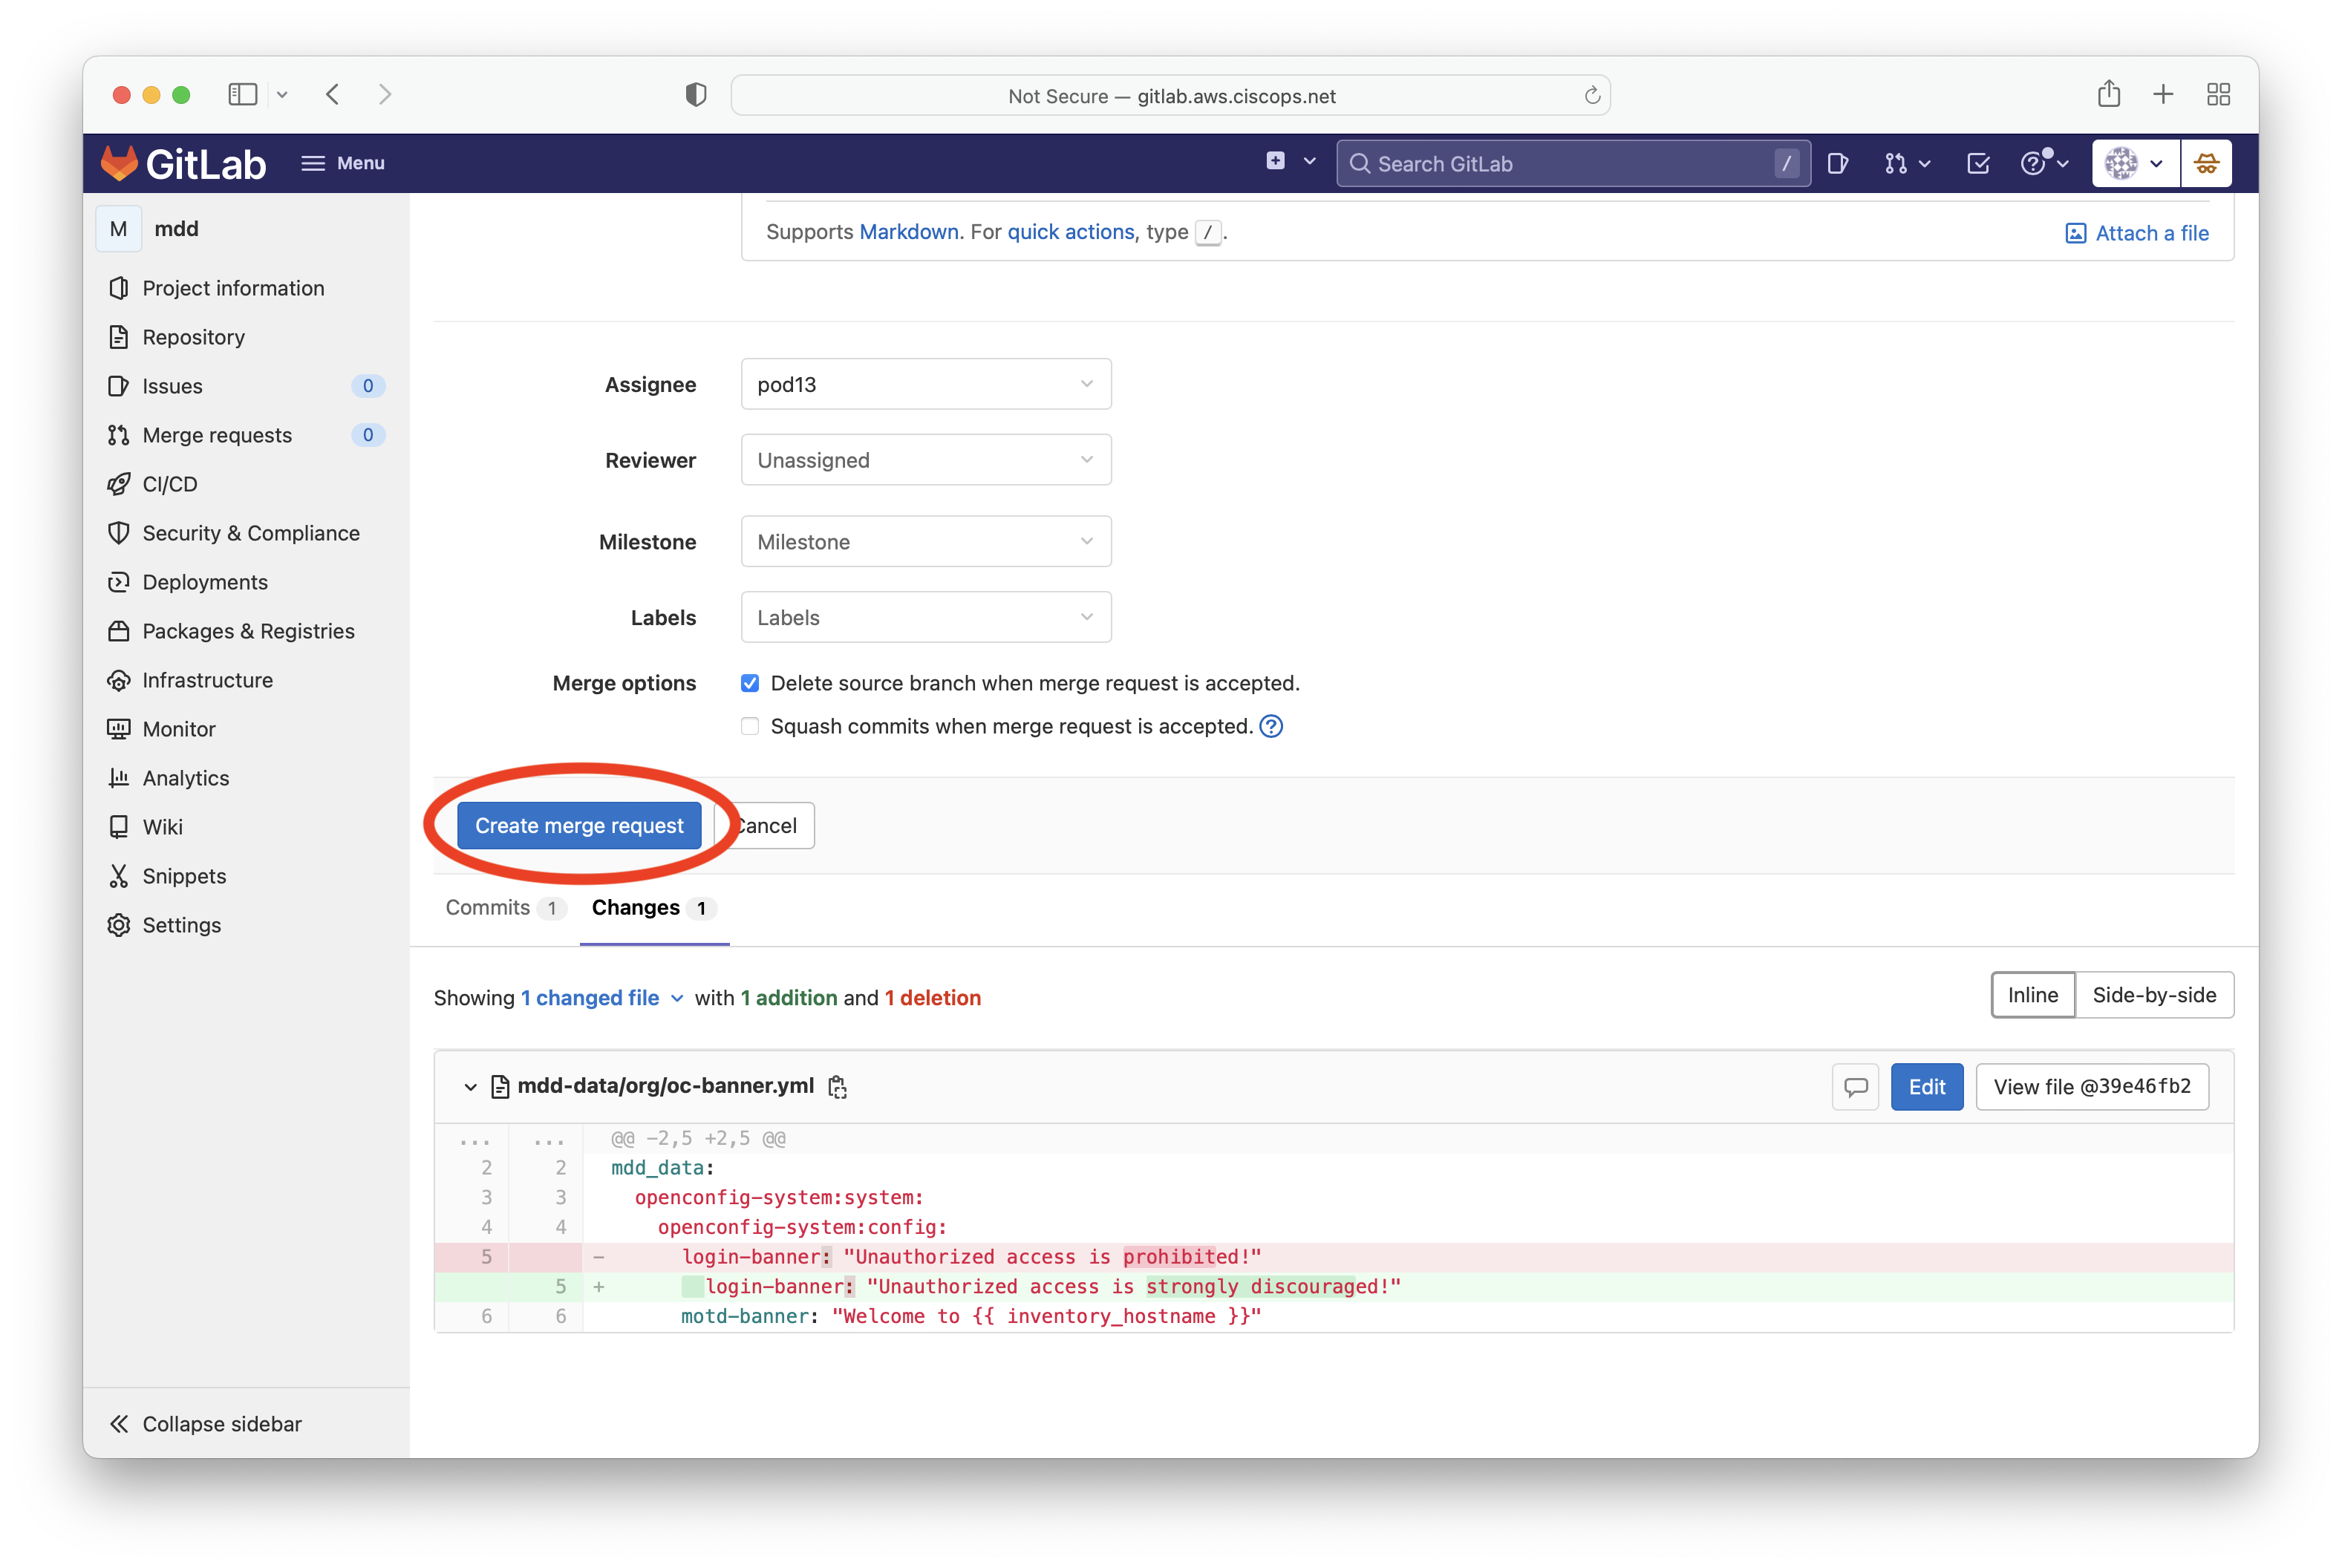 Not Secure — gitlab.aws.ciscops.net
GitLab Menu Search GitLab /
M mdd
Project information
Repository
Issues 0
Merge requests 0
CI/CD
Security & Compliance
Deployments
Packages & Registries
Infrastructure
Monitor
Analytics
Wiki
Snippets
Settings
Collapse sidebar
Supports Markdown. For quick actions, type /. Attach a file
Assignee pod13
Reviewer Unassigned
Milestone Milestone
Labels Labels
Merge options Delete source branch when merge request is accepted.
Squash commits when merge request is accepted. ?
Create merge request Cancel
Commits 1 Changes 1
Showing 1 changed file with 1 addition and 1 deletion Inline Side-by-side
mdd-data/org/oc-banner.yml Edit View file @39e46fb2
... ... @@ -2,5 +2,5 @@
2 2 mdd_data:
3 3 openconfig-system:system:
4 4 openconfig-system:config:
5 - login-banner: "Unauthorized access is prohibited!"
5 + login-banner: "Unauthorized access is strongly discouraged!"
6 6 motd-banner: "Welcome to {{ inventory_hostname }}"